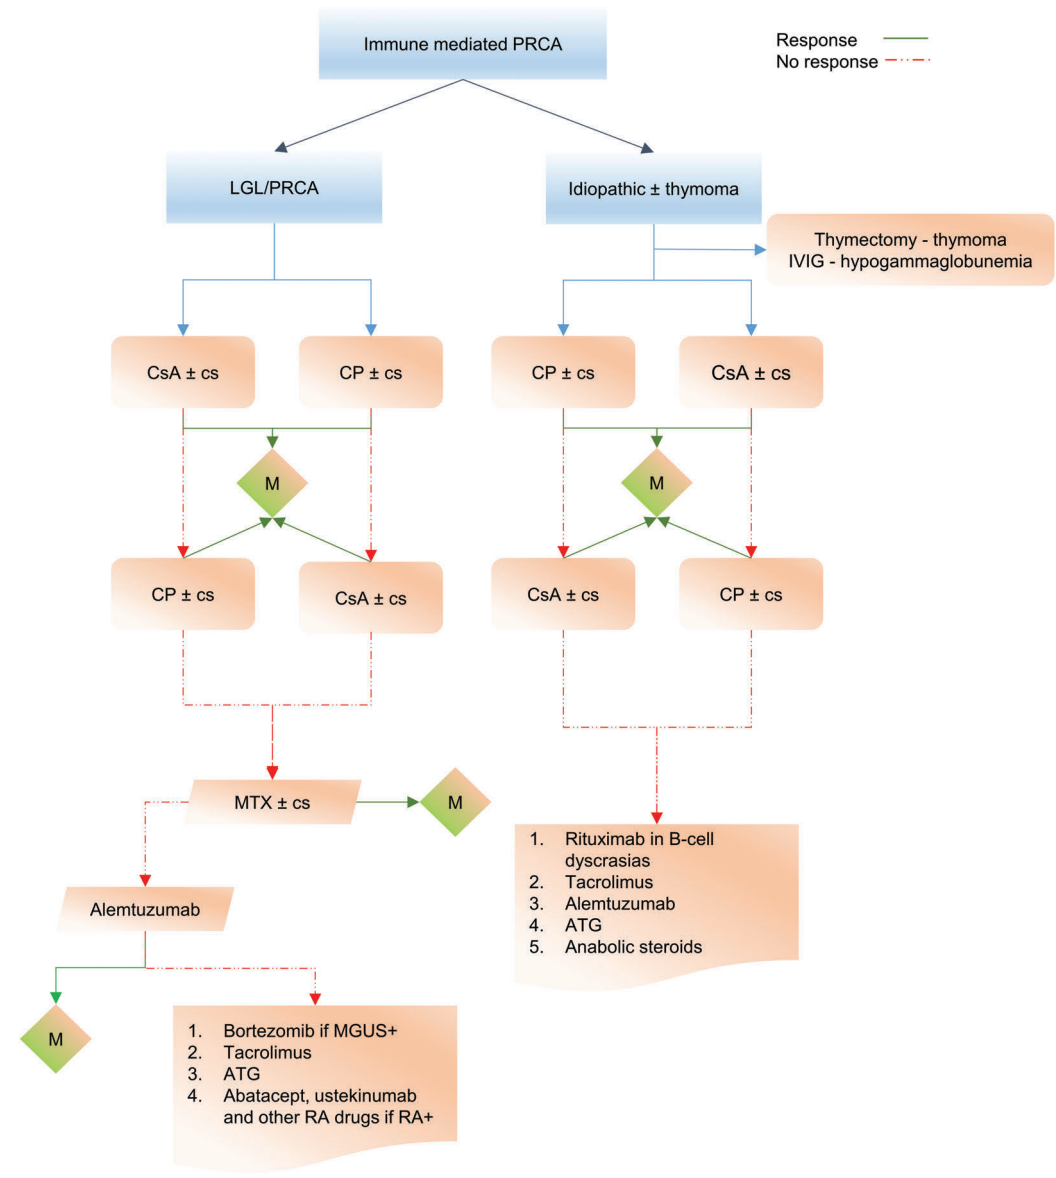 Immune mediated PRCA
Response
No response
LGL/PRCA
Idiopathic ± thymoma
Thymectomy - thymoma
IVIG - hypogammaglobunemia
CsA ± cs
CP ± cs
CP ± cs
CsA ± cs
M
M
CP ± cs
CsA ± cs
CsA ± cs
CP ± cs
MTX ± cs
M
1. Rituximab in B-cell
dyscrasias
2. Tacrolimus
3. Alemtuzumab
4. ATG
5. Anabolic steroids
Alemtuzumab
M
1. Bortezomib if MGUS+
2. Tacrolimus
3. ATG
4. Abatacept, ustekinumab
and other RA drugs if RA+